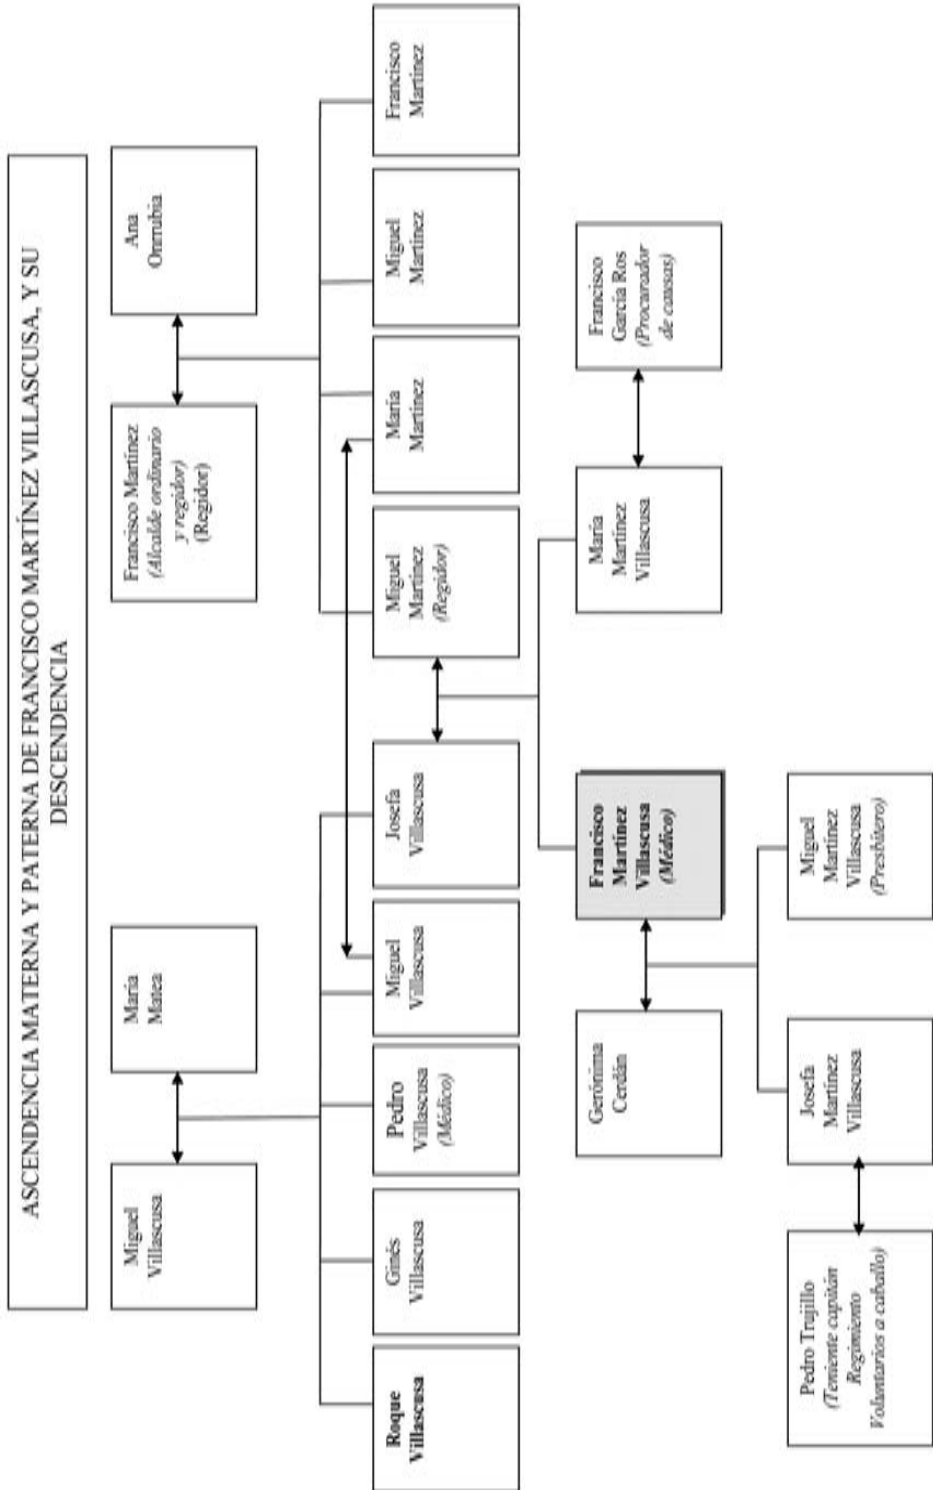 ASCENDENCIA MATERNA Y PATERNA DE FRANCISCO MARTÍNEZ VILLASCUSA, Y SU
DESCENDENCIA
Miguel
Villascusa
María
Matea
Francisco Martínez
(Alcalde ordinario
y regidor)
(Regidor)
Ana
Onrrubia
Roque
Villascusa
Ginés
Villascusa
Pedro
Villascusa
(Médico)
Miguel
Villascusa
Josefa
Villascusa
Miguel
Martínez
(Regidor)
María
Martínez
Miguel
Martínez
Francisco
Martínez
Gerónima
Cerdán
Francisco
Martínez
Villascusa
(Médico)
María
Martínez
Villascusa
Francisco
García Ros
(Procurador
de causas)
Pedro Trujillo
(Teniente capitán
Regimiento
Voluntarios a caballo)
Josefa
Martínez
Villascusa
Miguel
Martínez
Villascusa
(Presbítero)